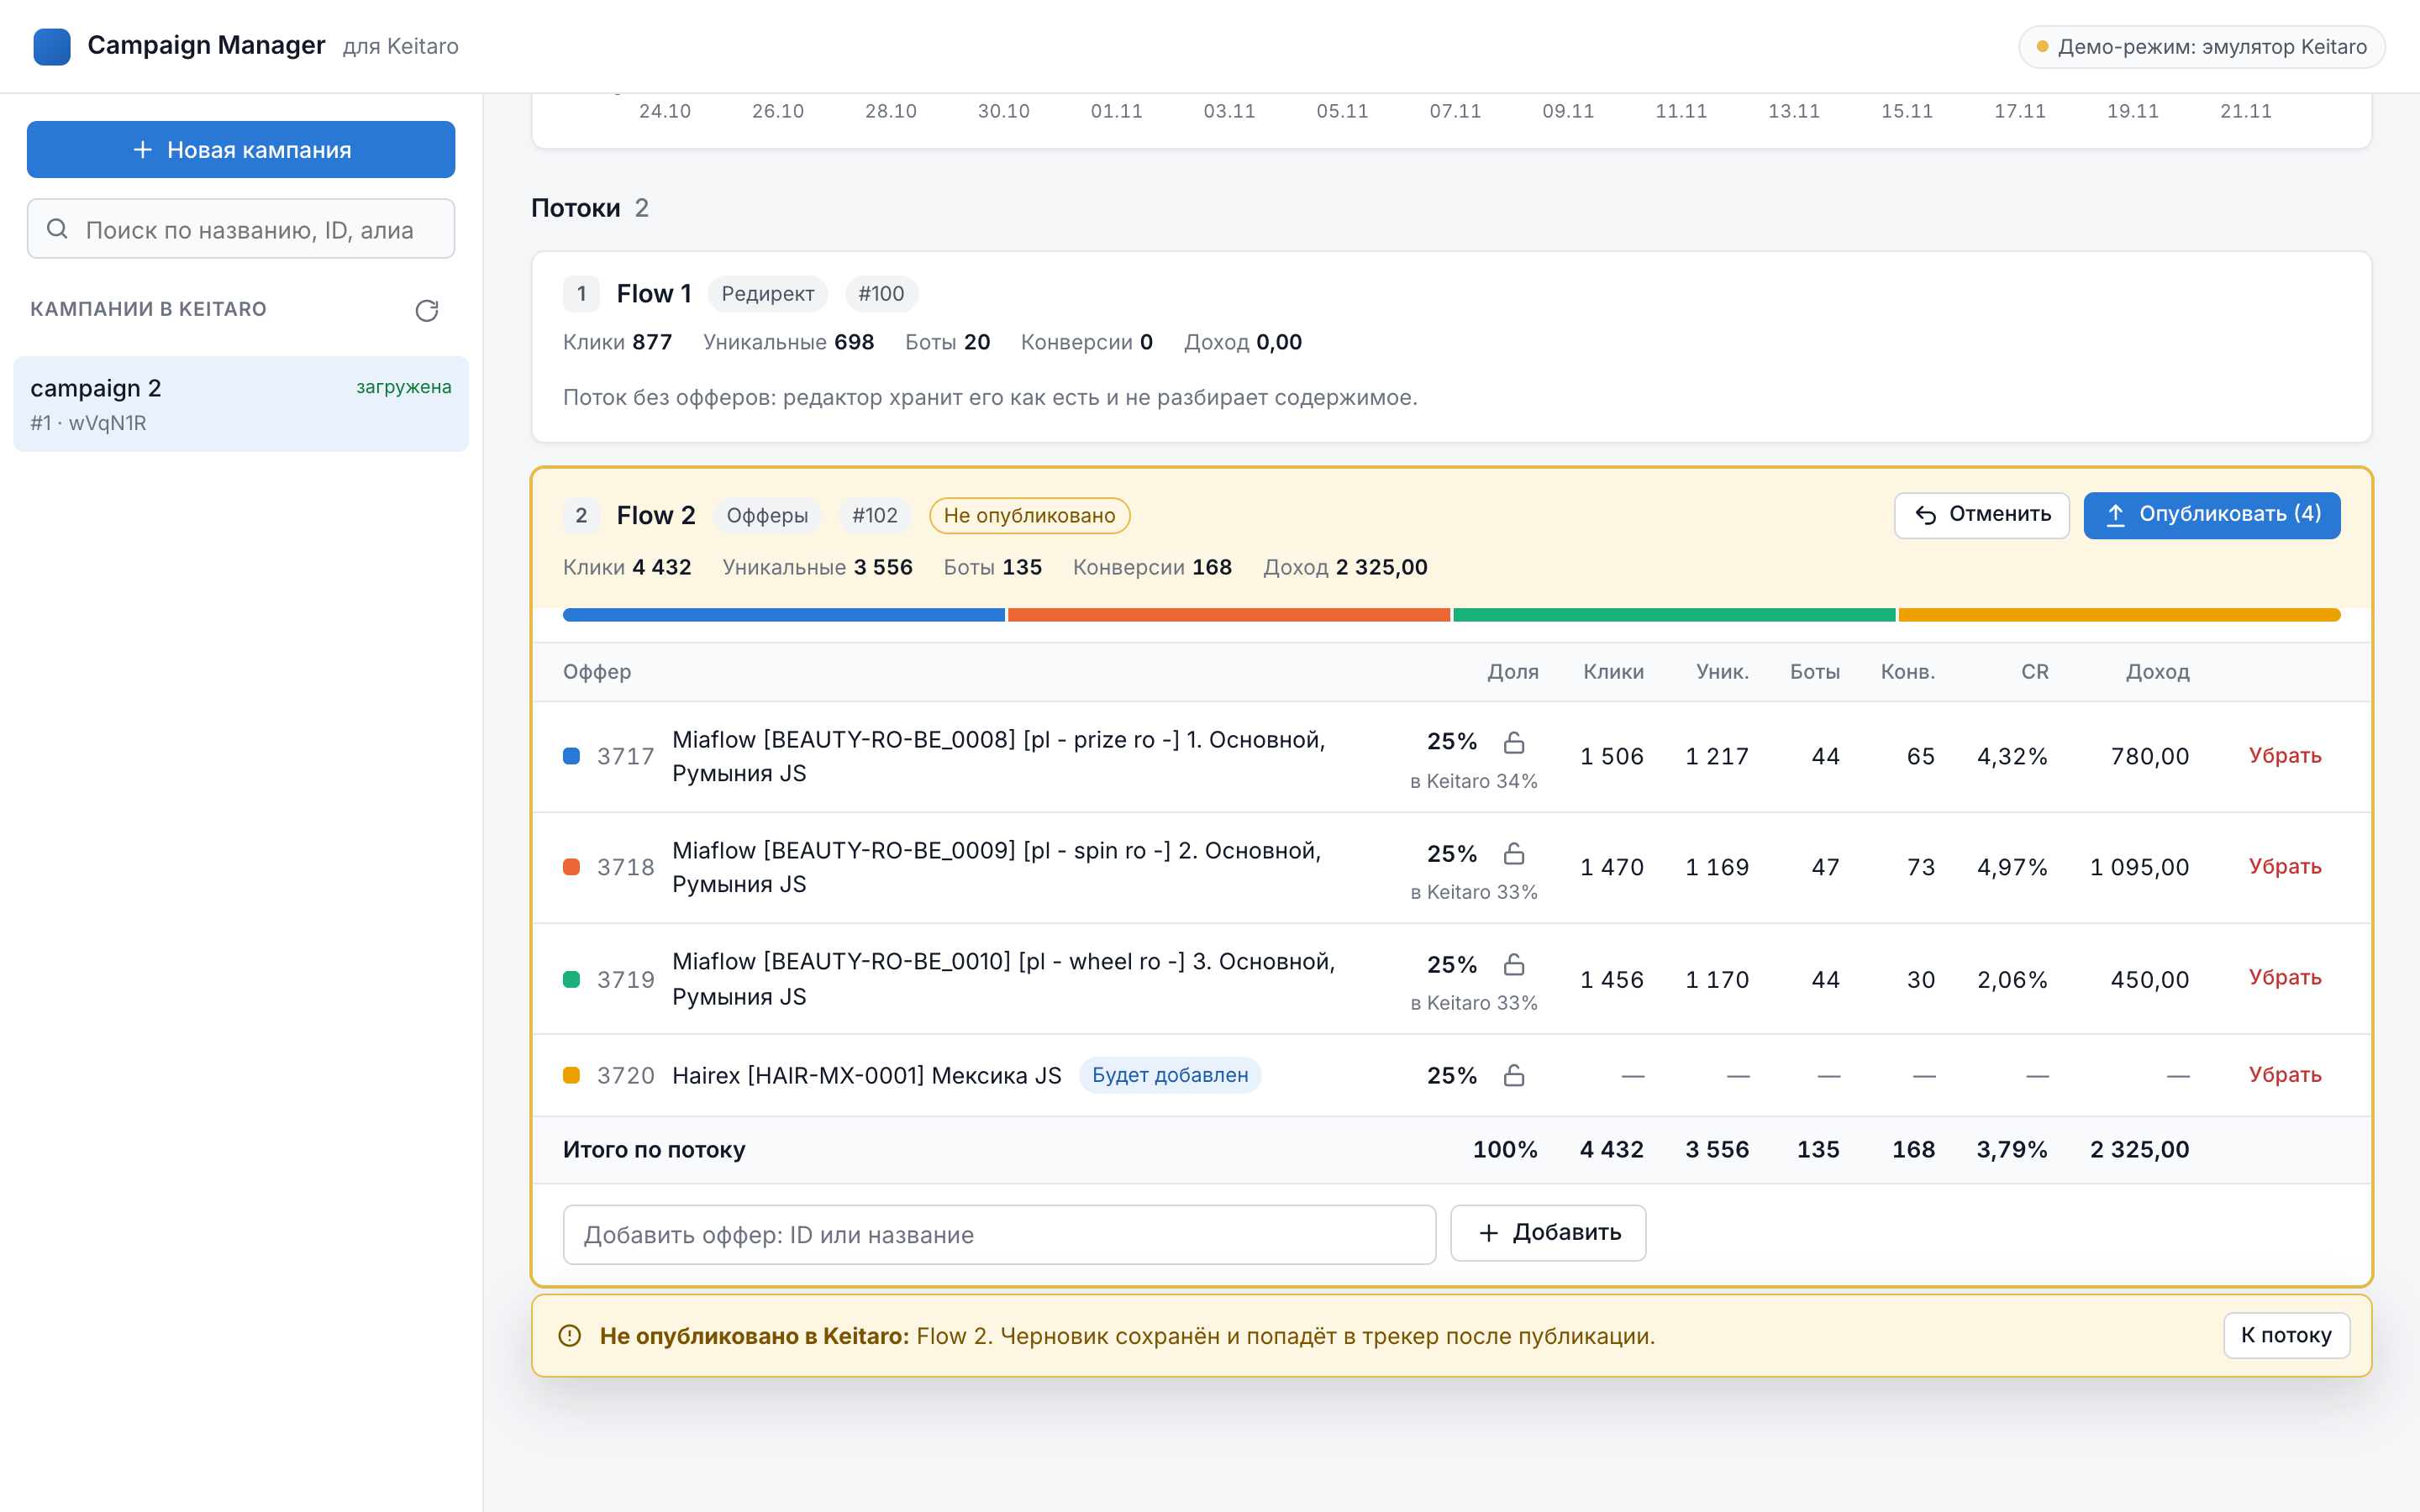 Campaign Manager для Keitaro
Демо-режим: эмулятор Keitaro
+ Новая кампания
Поиск по названию, ID, алиа
КАМПАНИИ В KEITARO
campaign 2 загружена
#1 · wVqN1R
24.10 26.10 28.10 30.10 01.11 03.11 05.11 07.11 09.11 11.11 13.11 15.11 17.11 19.11 21.11
Потоки 2
1 Flow 1 Редирект #100
Клики 877 Уникальные 698 Боты 20 Конверсии 0 Доход 0,00
Поток без офферов: редактор хранит его как есть и не разбирает содержимое.
2 Flow 2 Офферы #102 Не опубликовано Отменить Опубликовать (4)
Клики 4 432 Уникальные 3 556 Боты 135 Конверсии 168 Доход 2 325,00
Оффер Доля Клики Уник. Боты Конв. CR Доход
3717 Miaflow [BEAUTY-RO-BE_0008] [pl - prize ro -] 1. Основной, Румыния JS 25% в Keitaro 34% 1 506 1 217 44 65 4,32% 780,00 Убрать
3718 Miaflow [BEAUTY-RO-BE_0009] [pl - spin ro -] 2. Основной, Румыния JS 25% в Keitaro 33% 1 470 1 169 47 73 4,97% 1 095,00 Убрать
3719 Miaflow [BEAUTY-RO-BE_0010] [pl - wheel ro -] 3. Основной, Румыния JS 25% в Keitaro 33% 1 456 1 170 44 30 2,06% 450,00 Убрать
3720 Hairex [HAIR-MX-0001] Мексика JS Будет добавлен 25% — — — — — — Убрать
Итого по потоку 100% 4 432 3 556 135 168 3,79% 2 325,00
Добавить оффер: ID или название + Добавить
Не опубликовано в Keitaro: Flow 2. Черновик сохранён и попадёт в трекер после публикации. К потоку